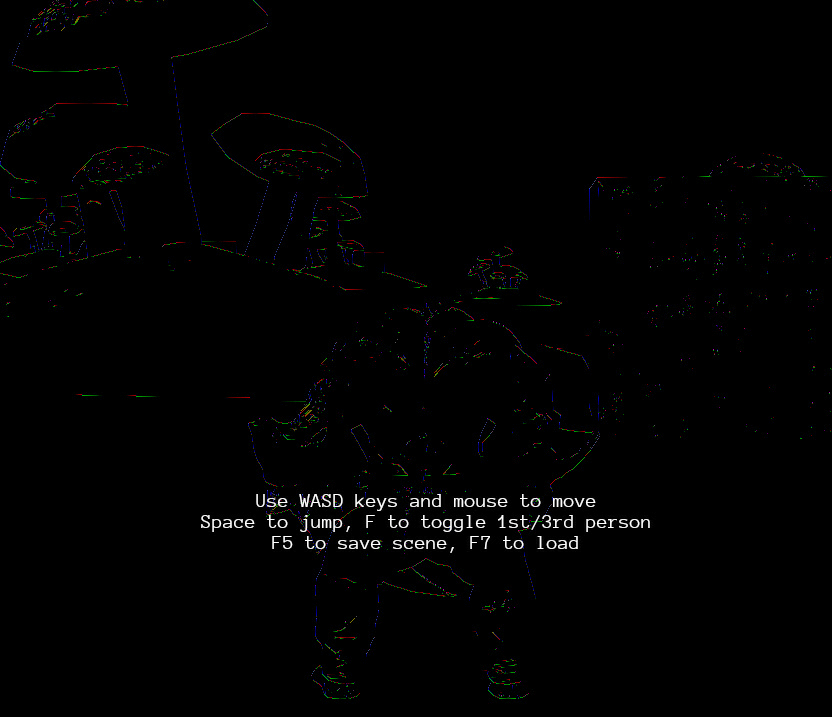 Use WASD keys and mouse to move
Space to jump, F to toggle 1st/3rd person
F5 to save scene, F7 to load